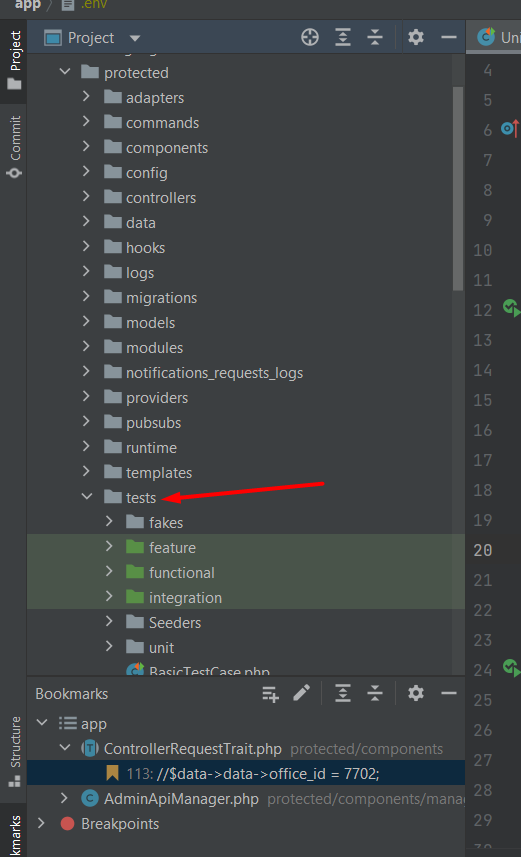 app
.env
Project
Project
Commit
Structure
kmarks
Uni
protected
adapters
commands
components
config
controllers
data
hooks
logs
migrations
models
modules
notifications_requests_logs
providers
pubsubs
runtime
templates
tests
fakes
feature
functional
integration
Seeders
unit
BasicTestCase.php
4
5
6
7
8
9
10
11
12
13
14
15
16
17
18
19
20
21
22
23
24
25
26
27
28
29
30
Bookmarks
app
ControllerRequestTrait.php protected/components
113: //$data->data->office_id = 7702;
AdminApiManager.php protected/components/mana
Breakpoints